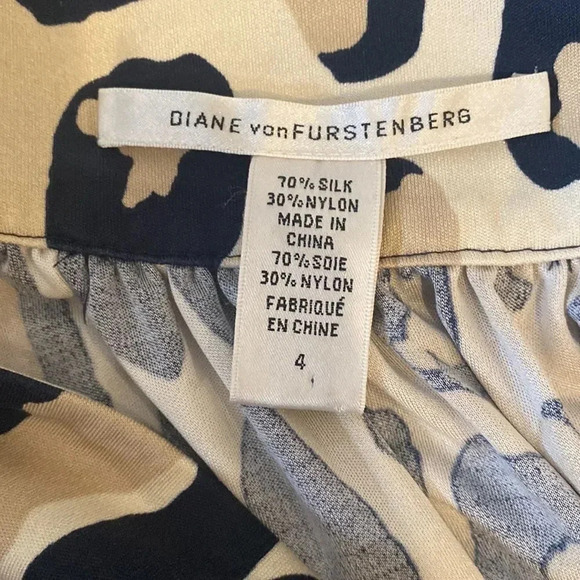 DIANE von FURSTENBERG
70% SILK
30% NYLON
MADE IN
CHINA
70% SOIE
30% NYLON
FABRIQUÉ
EN CHINE
4